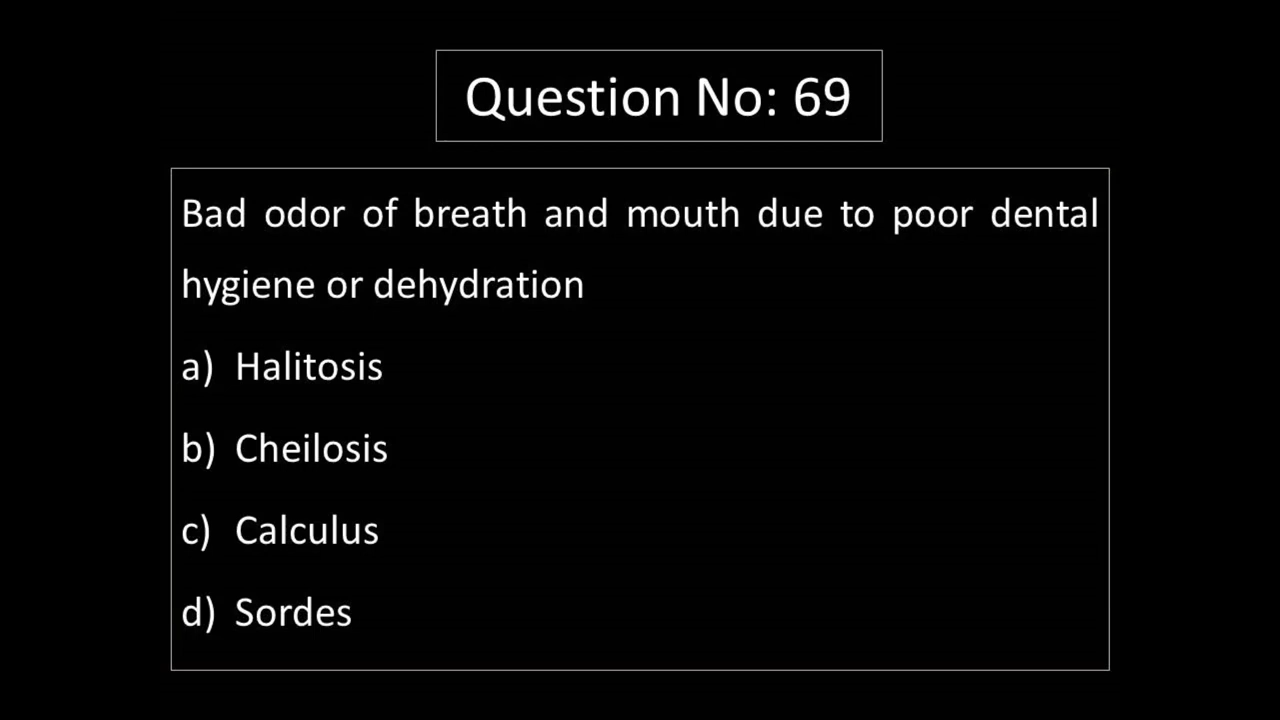 Question No: 69
Bad odor of breath and mouth due to poor dental
hygiene or dehydration
a) Halitosis
b) Cheilosis
c) Calculus
d) Sordes